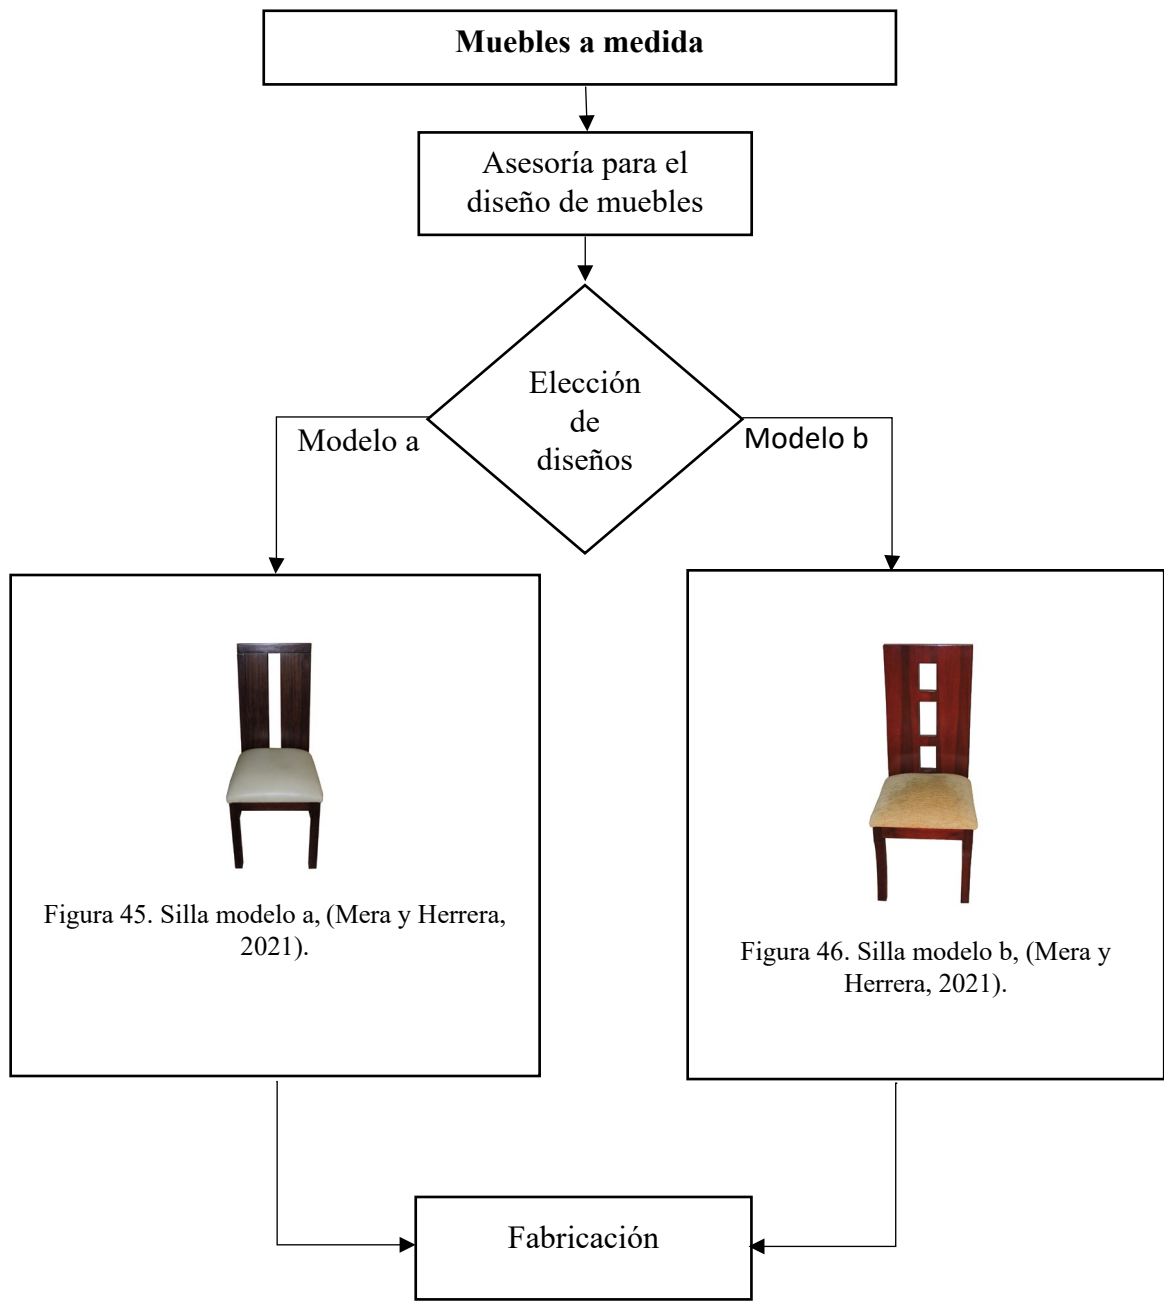 Muebles a medida
Asesoría para el
diseño de muebles
Elección
de
diseños
Modelo a
Modelo b
Figura 45. Silla modelo a, (Mera y Herrera,
2021).
Figura 46. Silla modelo b, (Mera y
Herrera, 2021).
Fabricación